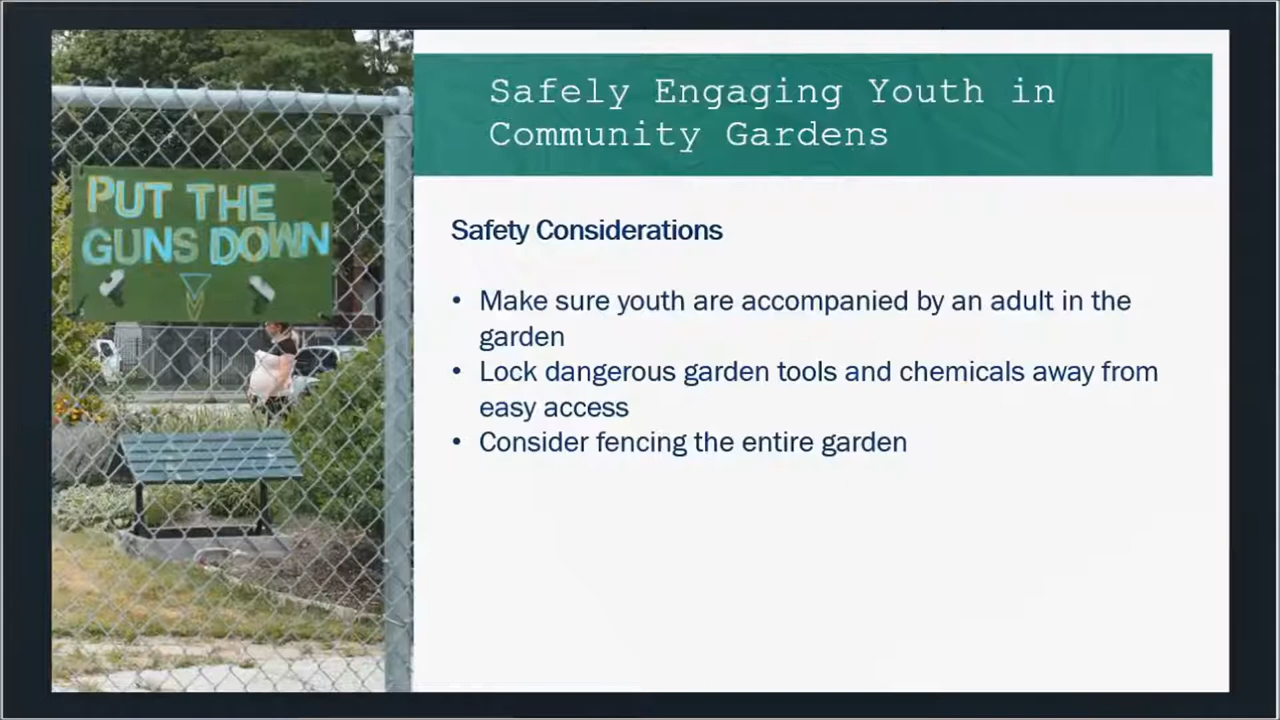 PUT THE
GUNS DOWN
Safely Engaging Youth in
Community Gardens
Safety Considerations
• Make sure youth are accompanied by an adult in the
garden
• Lock dangerous garden tools and chemicals away from
easy access
• Consider fencing the entire garden